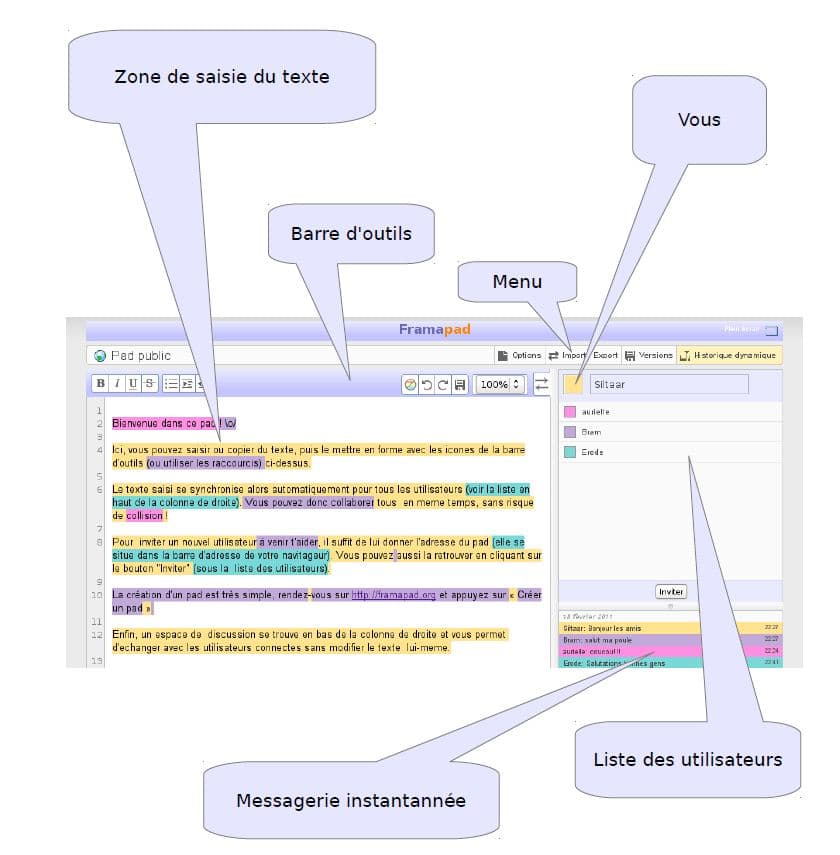 Zone de saisie du texte
Vous
Barre d'outils
Menu
Framapad
Pad public
Options Import Export Versions Historique dynamique
B I U S
100%
Siltaar
aurielle
Bram
Erode
1
2 Bienvenue dans ce pad ! \o/
3
4 Ici, vous pouvez saisir ou copier du texte, puis le mettre en forme avec les icones de la barre
d'outils (ou utiliser les raccourcis) ci-dessus.
5
6 Le texte saisi se synchronise alors automatiquement pour tous les utilisateurs (voir la liste en
haut de la colonne de droite). Vous pouvez donc collaborer tous en meme temps, sans risque
de collision !
7
8 Pour inviter un nouvel utilisateur à venir t'aider, il suffit de lui donner l'adresse du pad (elle se
situe dans la barre d'adresse de votre navitageur). Vous pouvez aussi la retrouver en cliquant sur
le bouton "Inviter" (sous la liste des utilisateurs).
9
10 La création d'un pad est très simple, rendez-vous sur http://framapad.org et appuyez sur « Créer
un pad ».
11
12 Enfin, un espace de discussion se trouve en bas de la colonne de droite et vous permet
d'echanger avec les utilisateurs connectes sans modifier le texte lui-meme.
13
Inviter
18 février 2011
Siltaar: Bonjour les amis 22:27
Bram: salut ma poule 22:27
aurielle: coucou!!! 22:24
Erode: Salutations bonnes gens 22:41
Liste des utilisateurs
Messagerie instantannée